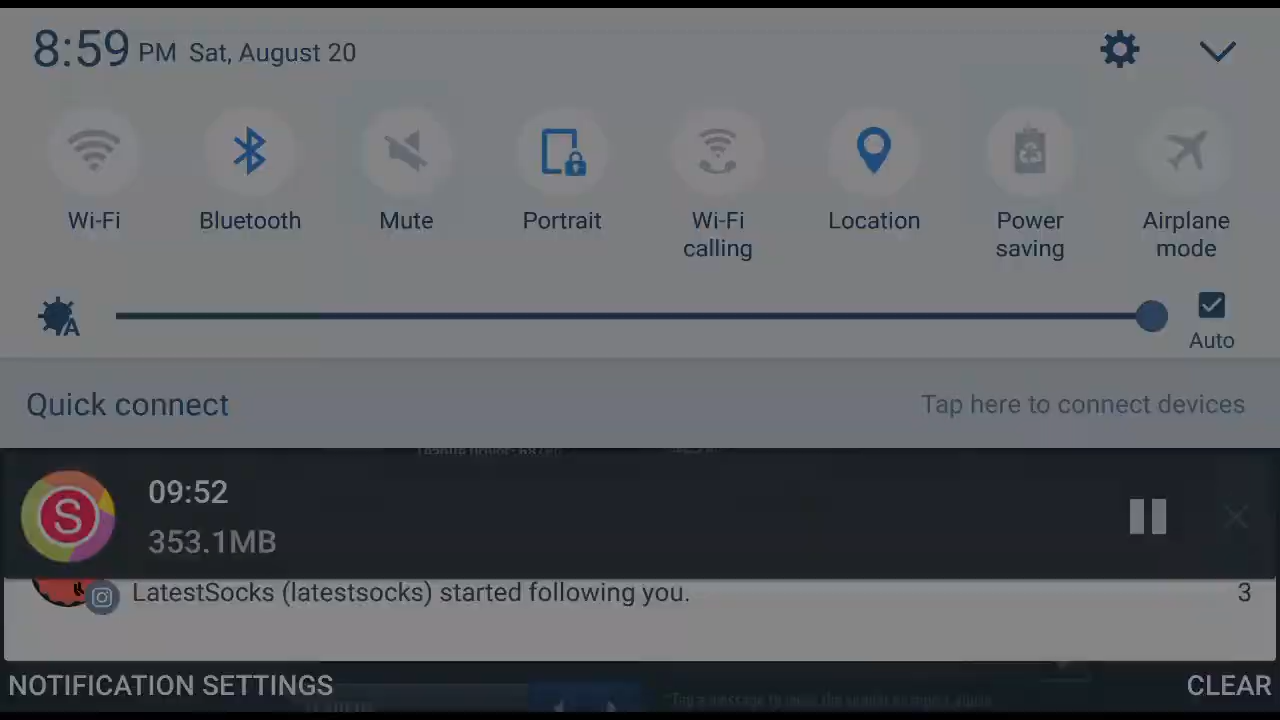 8:59 PM Sat, August 20
Wi-Fi
Bluetooth
Mute
Portrait
Wi-Fi
calling
Location
Power
saving
Airplane
mode
A
Auto
Quick connect
Tap here to connect devices
S
09:52
353.1MB
LatestSocks (latestsocks) started following you.
3
NOTIFICATION SETTINGS
CLEAR